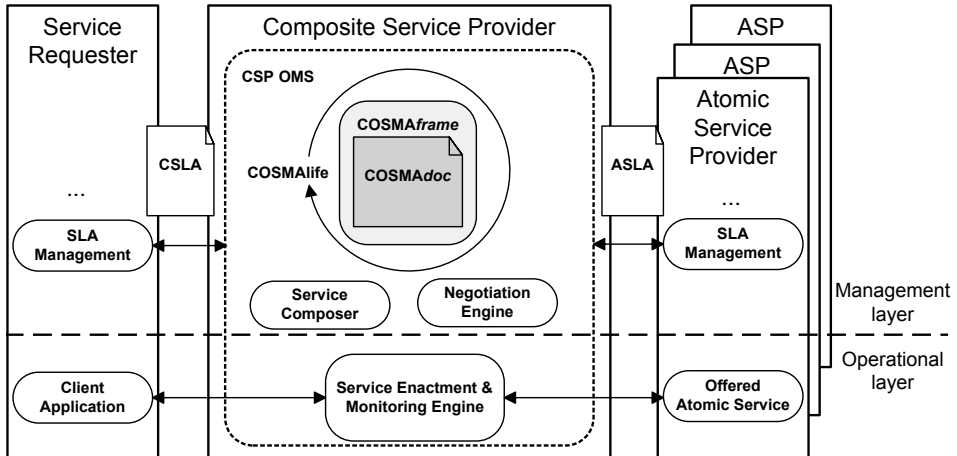 Service
Requester
Composite Service Provider
ASP
ASP
Atomic
Service
Provider
CSP OMS
COSMAframe
COSMAdoc
COSMAlife
CSLA
ASLA
...
...
SLA
Management
SLA
Management
Service
Composer
Negotiation
Engine
Management
layer
Operational
layer
Client
Application
Service Enactment &
Monitoring Engine
Offered
Atomic Service